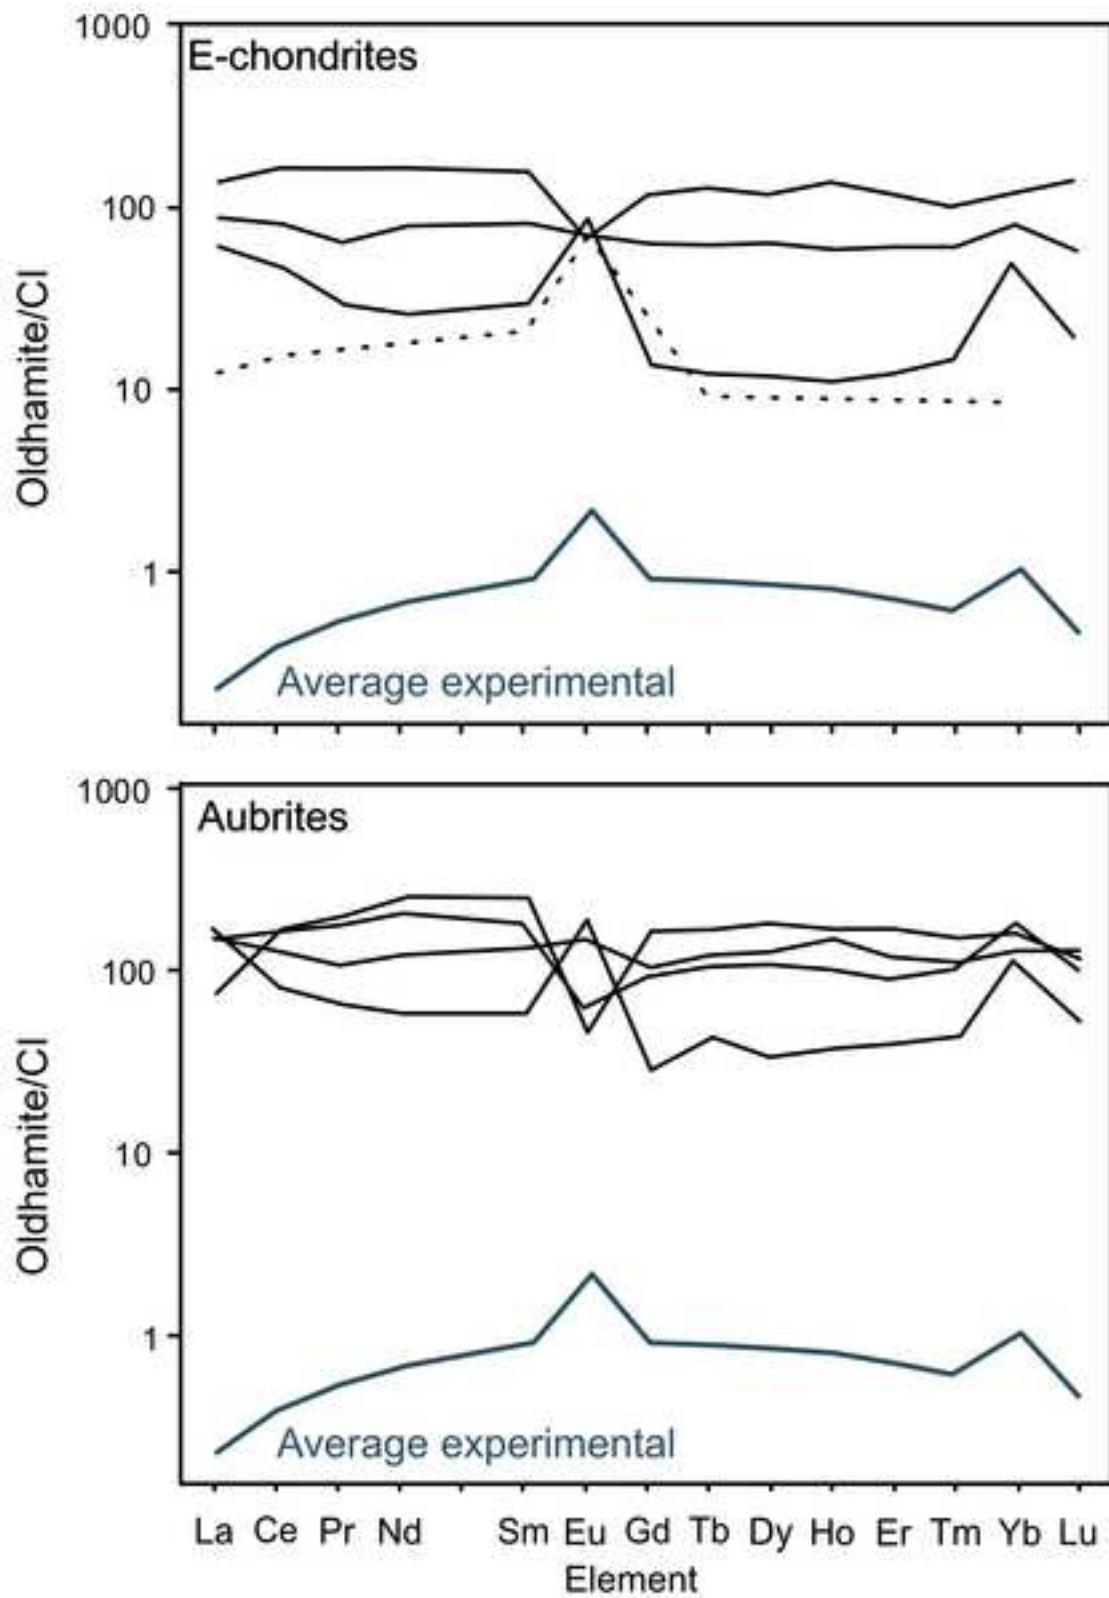 1000
E-chondrites
100
10
1
Oldhamite/CI
Average experimental
1000
Aubrites
100
10
1
Oldhamite/CI
Average experimental
La Ce Pr Nd Sm Eu Gd Tb Dy Ho Er Tm Yb Lu
Element